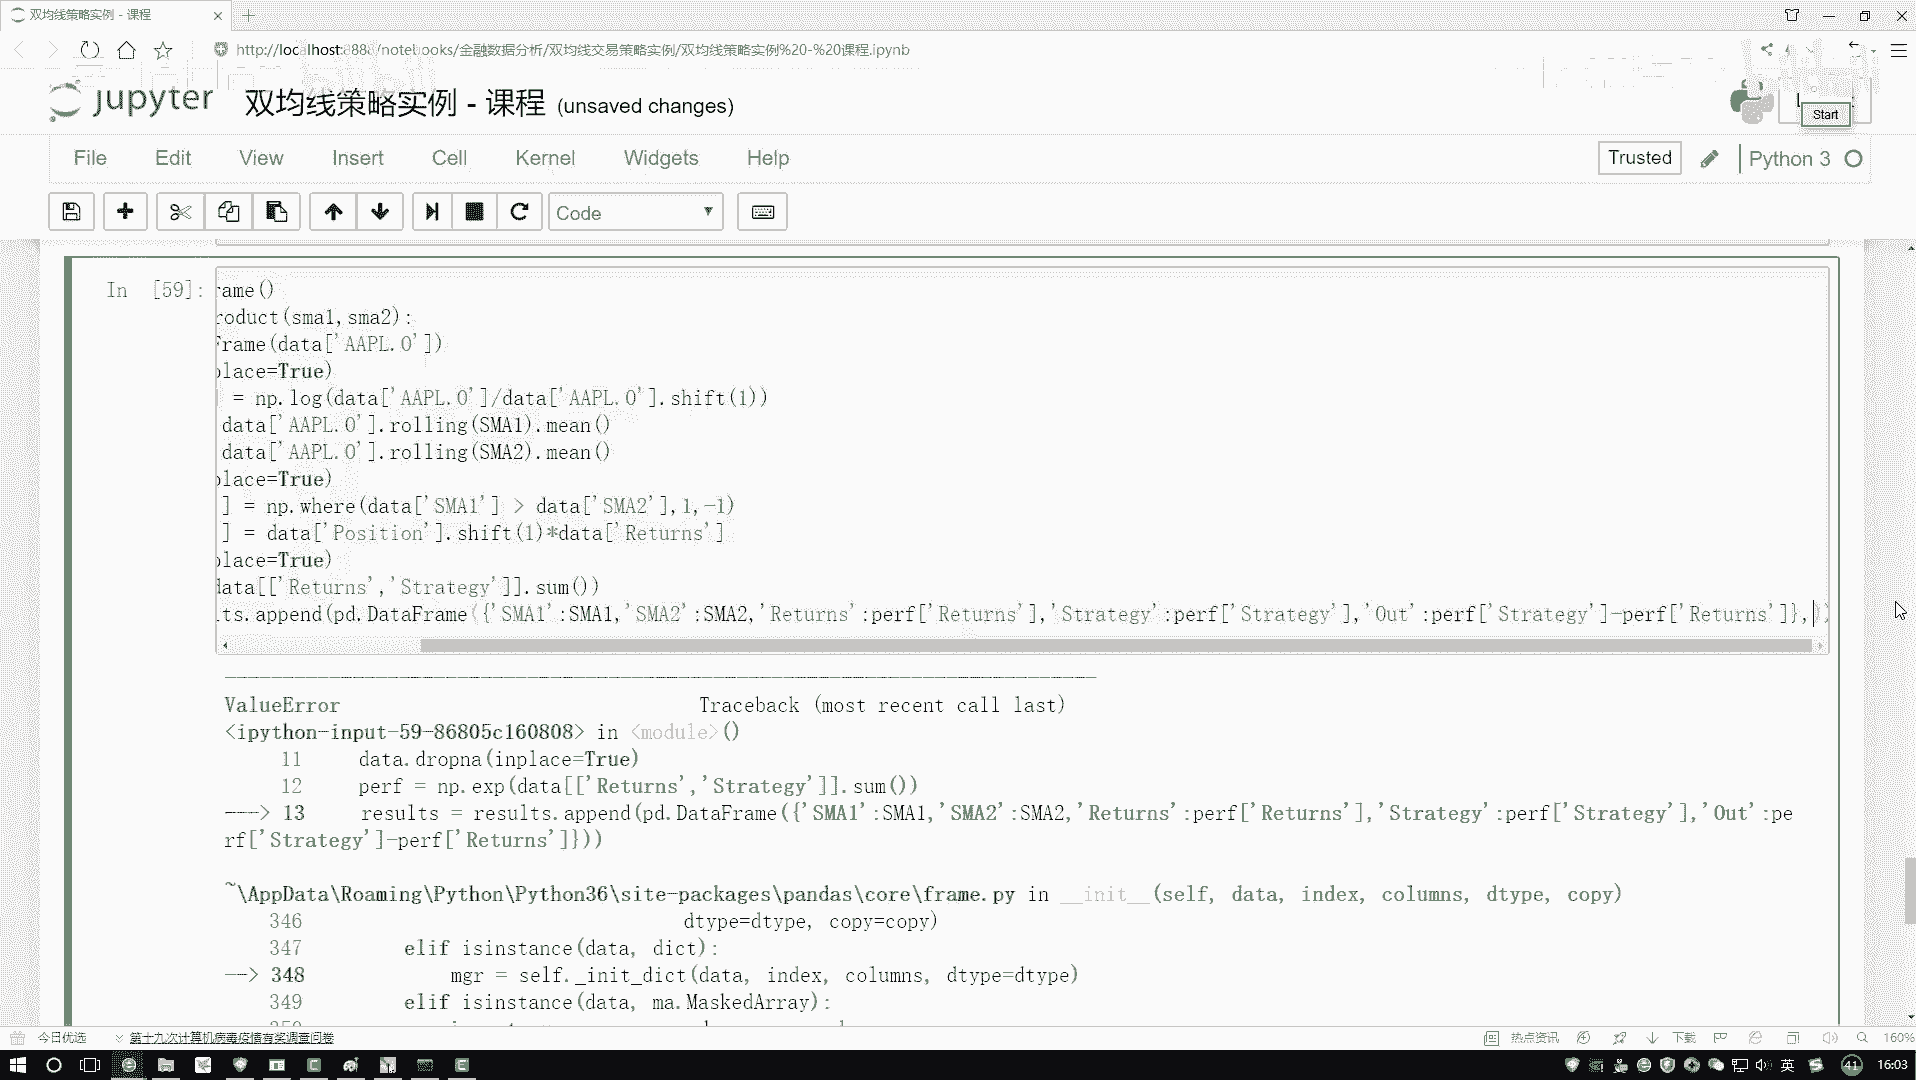 双均线策略实例 - 课程
http://localhost:8888/notebooks/金融数据分析/双均线交易策略实例/双均线策略实例%20-%20课程.ipynb
jupyter 双均线策略实例 - 课程 (unsaved changes)
Start
File Edit View Insert Cell Kernel Widgets Help
Trusted Python 3
Code
In [59]:
rame()
roduct(sma1,sma2):
Frame(data['AAPL.O'])
place=True)
] = np.log(data['AAPL.O']/data['AAPL.O'].shift(1))
data['AAPL.O'].rolling(SMA1).mean()
data['AAPL.O'].rolling(SMA2).mean()
place=True)
] = np.where(data['SMA1'] > data['SMA2'],1,-1)
] = data['Position'].shift(1)*data['Returns']
place=True)
data[['Returns','Strategy']].sum())
lts.append(pd.DataFrame({'SMA1':SMA1,'SMA2':SMA2,'Returns':perf['Returns'],'Strategy':perf['Strategy'],'Out':perf['Strategy']-perf['Returns']},))
ValueError Traceback (most recent call last)
<ipython-input-59-86805c160808> in <module>()
11 data.dropna(inplace=True)
12 perf = np.exp(data[['Returns','Strategy']].sum())
---> 13 results = results.append(pd.DataFrame({'SMA1':SMA1,'SMA2':SMA2,'Returns':perf['Returns'],'Strategy':perf['Strategy'],'Out':pe
rf['Strategy']-perf['Returns']}))
~\AppData\Roaming\Python\Python36\site-packages\pandas\core\frame.py in __init__(self, data, index, columns, dtype, copy)
346 dtype=dtype, copy=copy)
347 elif isinstance(data, dict):
--> 348 mgr = self._init_dict(data, index, columns, dtype=dtype)
349 elif isinstance(data, ma.MaskedArray):
今日优选 第十九次计算机病毒疫情有奖调查问卷 热点资讯 下载 160%
英 41 16:03